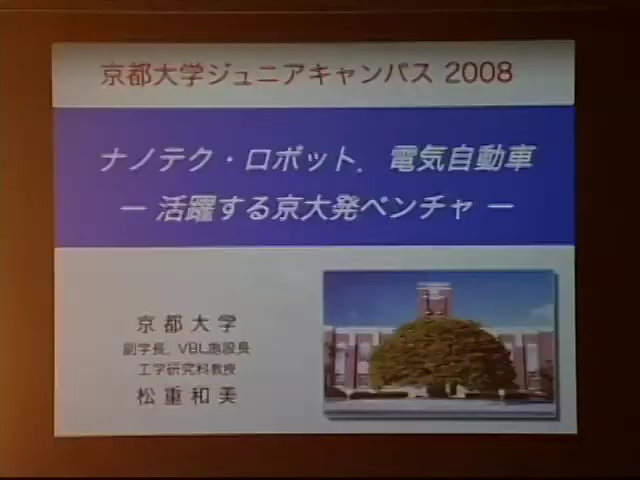 京都大学ジュニアキャンパス 2008
ナノテク・ロボット，電気自動車
－ 活躍する京大発ベンチャ －
京都大学
副学長、VBL施設長
工学研究科教授
松重和美